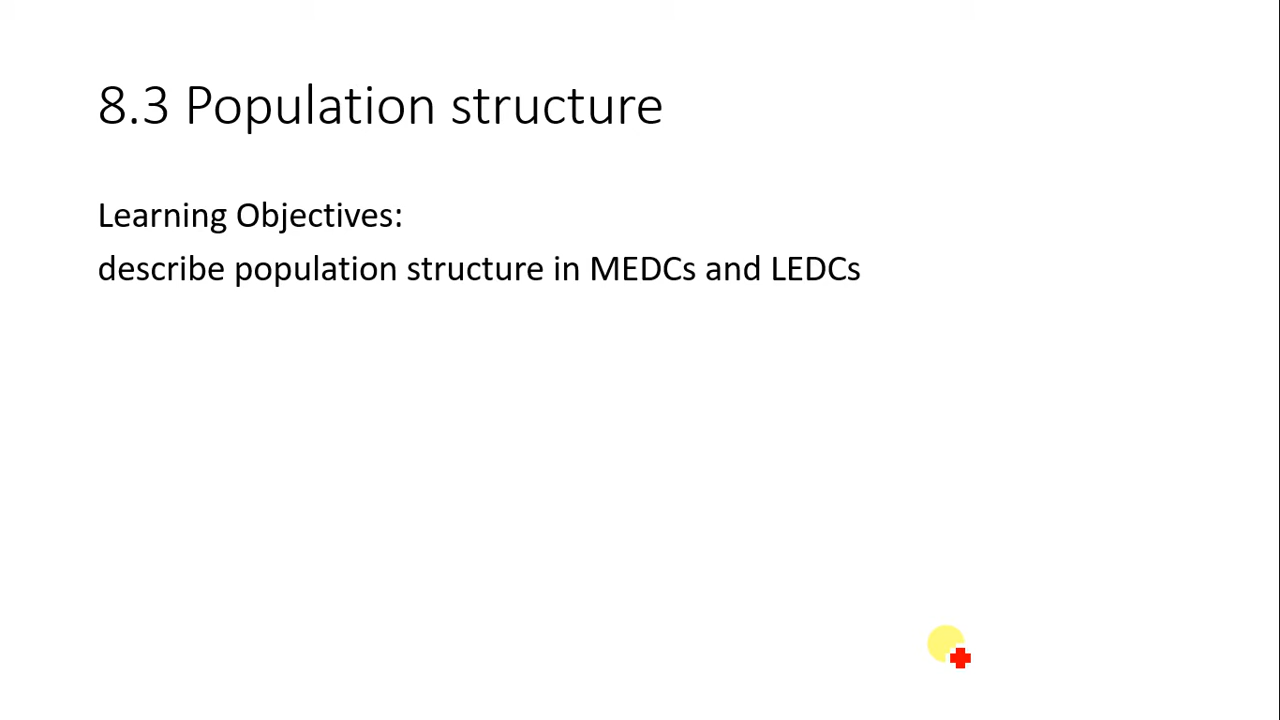 8.3 Population structure
Learning Objectives:
describe population structure in MEDCs and LEDCs